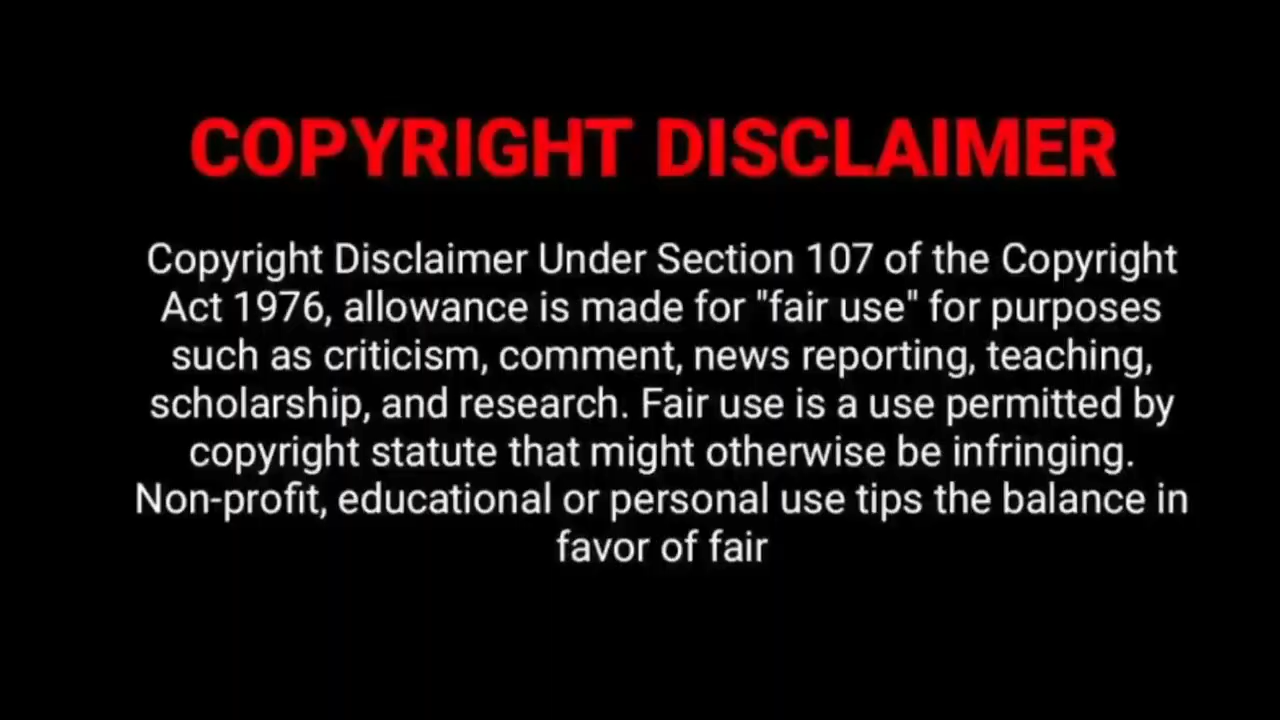 COPYRIGHT DISCLAIMER
Copyright Disclaimer Under Section 107 of the Copyright
Act 1976, allowance is made for "fair use" for purposes
such as criticism, comment, news reporting, teaching,
scholarship, and research. Fair use is a use permitted by
copyright statute that might otherwise be infringing.
Non-profit, educational or personal use tips the balance in
favor of fair